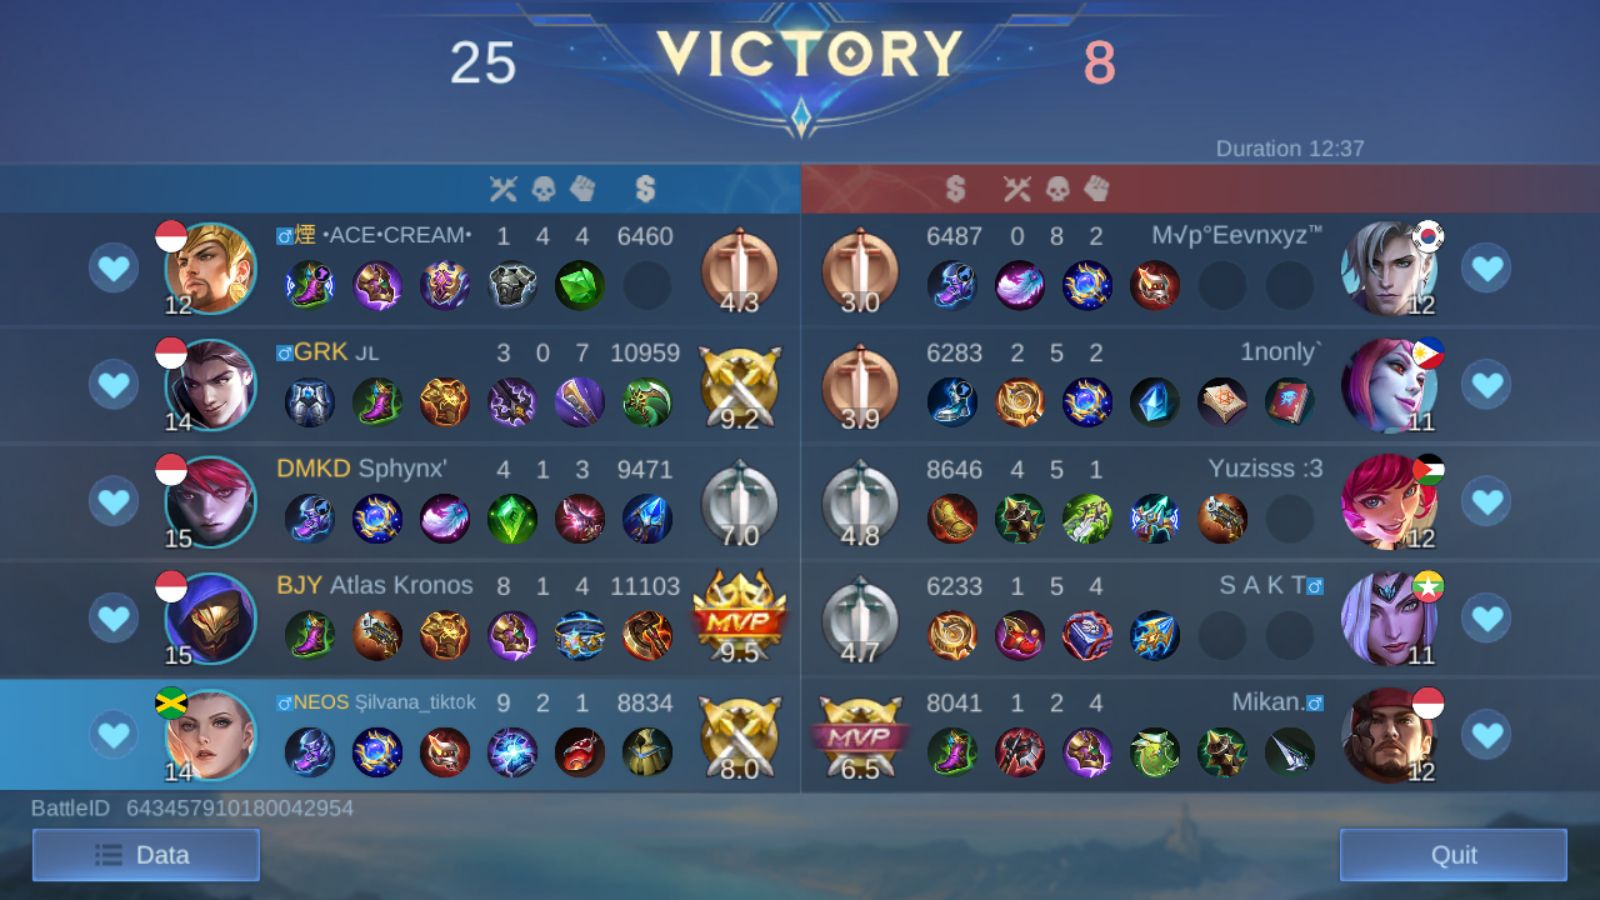 25 VICTORY 8
Duration 12:37
煙 •ACE•CREAM• 1 4 4 6460
12 4.3
6487 0 8 2 M√p°Eevnxyz™
3.0 12
GRK JL 3 0 7 10959
14 9.2
6283 2 5 2 1nonly`
3.9 11
DMKD Sphynx' 4 1 3 9471
15 7.0
8646 4 5 1 Yuzisss :3
4.8 12
BJY Atlas Kronos 8 1 4 11103
MVP
15 9.5
6233 1 5 4 S A K T
4.7 11
NEOS Şilvana_tiktok 9 2 1 8834
14 8.0
8041 1 2 4 Mikan.
MVP
6.5 12
BattleID 643457910180042954
Data
Quit